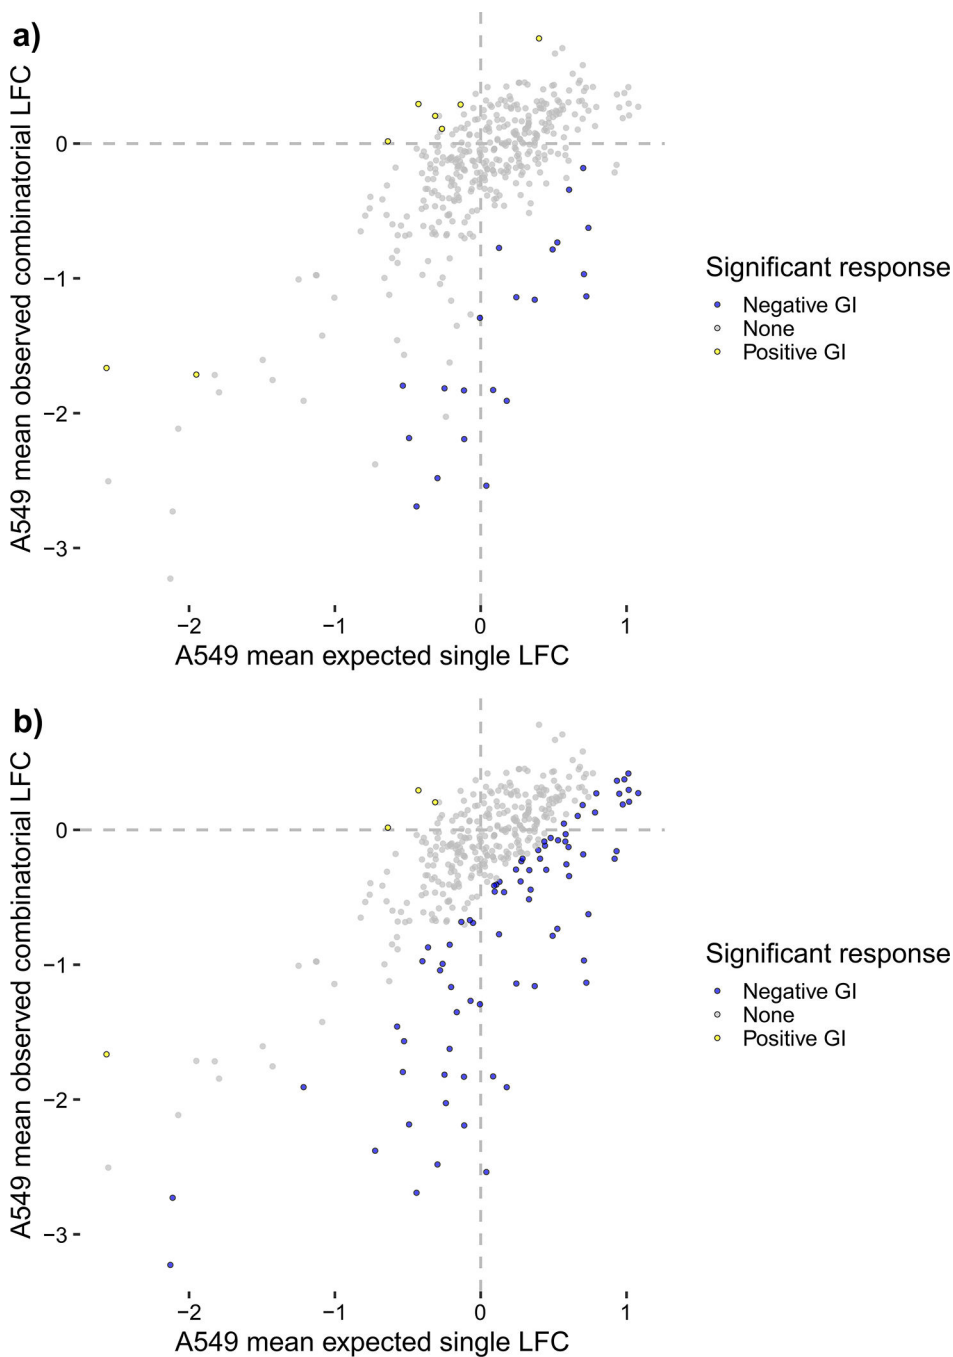 a)
A549 mean observed combinatorial LFC
0
−1
−2
−3
−2
−1
0
1
A549 mean expected single LFC
Significant response
Negative GI
None
Positive GI
b)
A549 mean observed combinatorial LFC
0
−1
−2
−3
−2
−1
0
1
A549 mean expected single LFC
Significant response
Negative GI
None
Positive GI